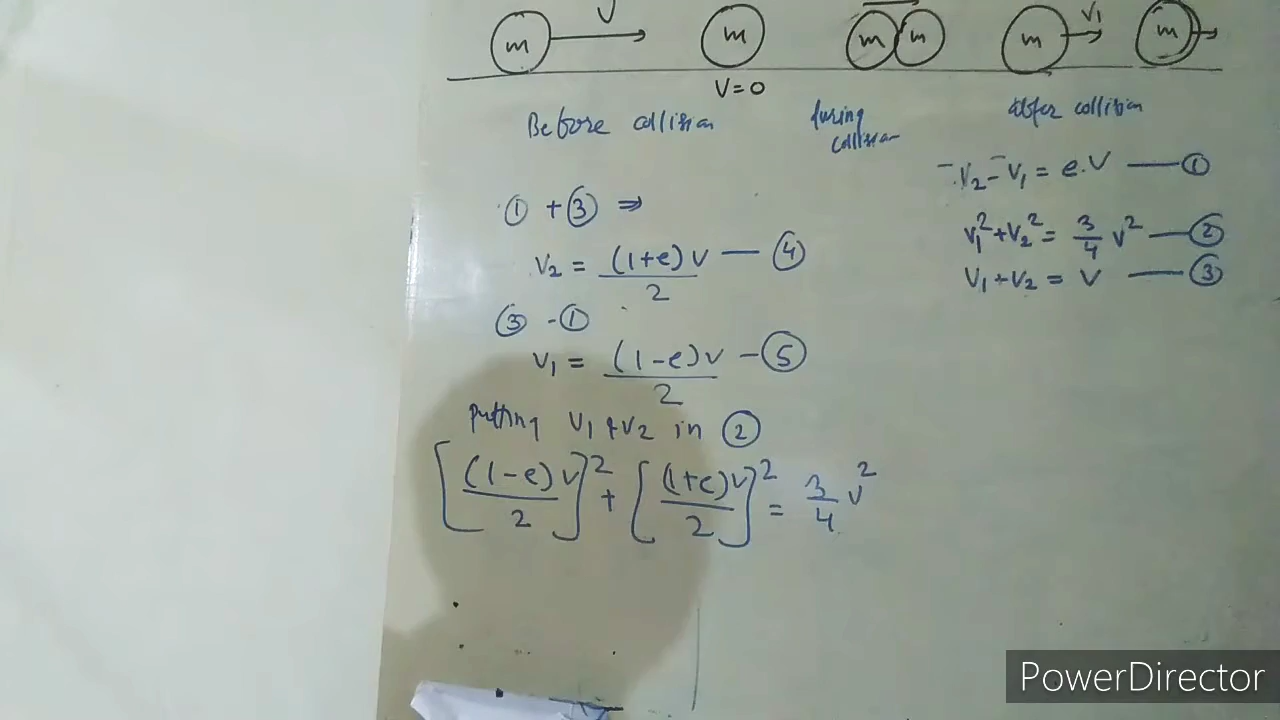 m V m m m m V1 m
V=0
Before collision during collision After collision
V2 - V1 = e.V — ①
① + ③ ⇒
V1² + V2² = 3/4 V² — ②
V2 = (1+e)V/2 — ④
V1 + V2 = V — ③
③ - ①
V1 = (1-e)V/2 — ⑤
putting V1 & V2 in ②
[(1-e)V/2]² + [(1+e)V/2]² = 3/4 V²
PowerDirector